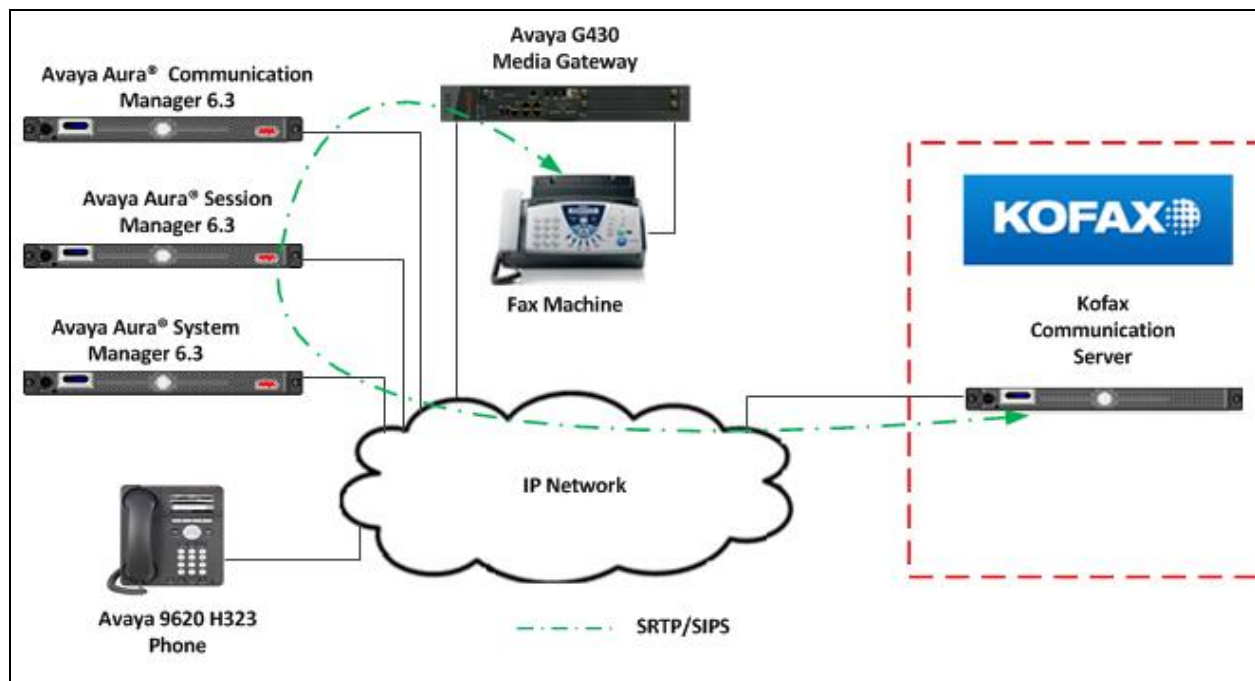 Avaya Aura® Communication
Manager 6.3
Avaya G430
Media Gateway
Avaya Aura® Session
Manager 6.3
KOFAX
Fax Machine
Kofax
Communication
Server
Avaya Aura® System
Manager 6.3
IP Network
Avaya 9620 H323
Phone
SRTP/SIPS